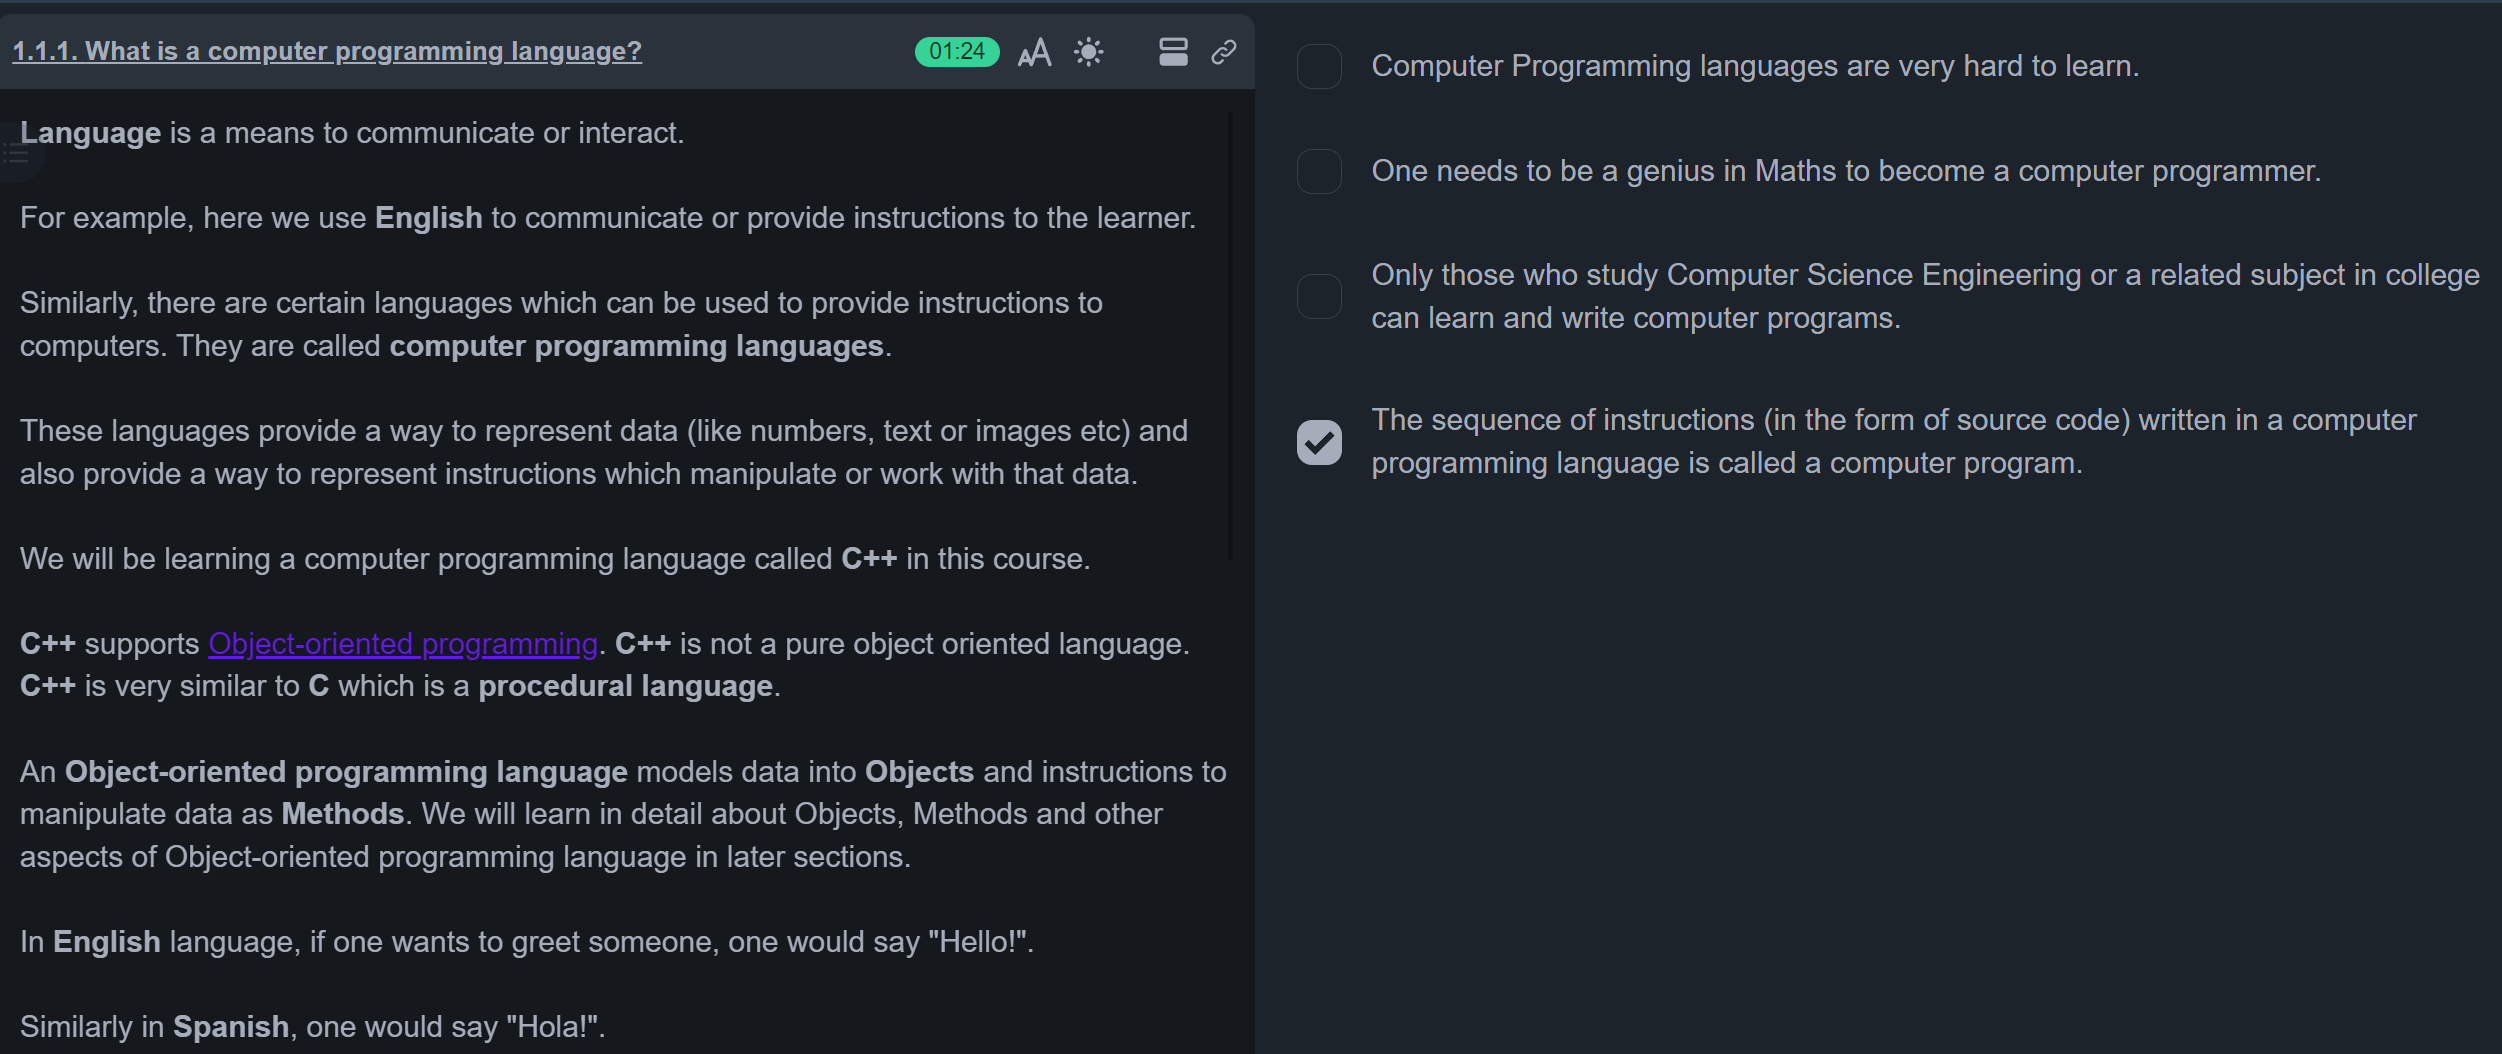 1.1.1. What is a computer programming language?
01:24
Language is a means to communicate or interact.
For example, here we use English to communicate or provide instructions to the learner.
Similarly, there are certain languages which can be used to provide instructions to
computers. They are called computer programming languages.
These languages provide a way to represent data (like numbers, text or images etc) and
also provide a way to represent instructions which manipulate or work with that data.
We will be learning a computer programming language called C++ in this course.
C++ supports Object-oriented programming. C++ is not a pure object oriented language.
C++ is very similar to C which is a procedural language.
An Object-oriented programming language models data into Objects and instructions to
manipulate data as Methods. We will learn in detail about Objects, Methods and other
aspects of Object-oriented programming language in later sections.
In English language, if one wants to greet someone, one would say "Hello!".
Similarly in Spanish, one would say "Hola!".
Computer Programming languages are very hard to learn.
One needs to be a genius in Maths to become a computer programmer.
Only those who study Computer Science Engineering or a related subject in college
can learn and write computer programs.
The sequence of instructions (in the form of source code) written in a computer
programming language is called a computer program.